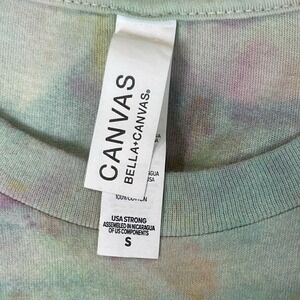 CANVAS
BELLA+CANVAS®
100% COTTON
USA STRONG
ASSEMBLED IN NICARAGUA
OF US COMPONENTS
S